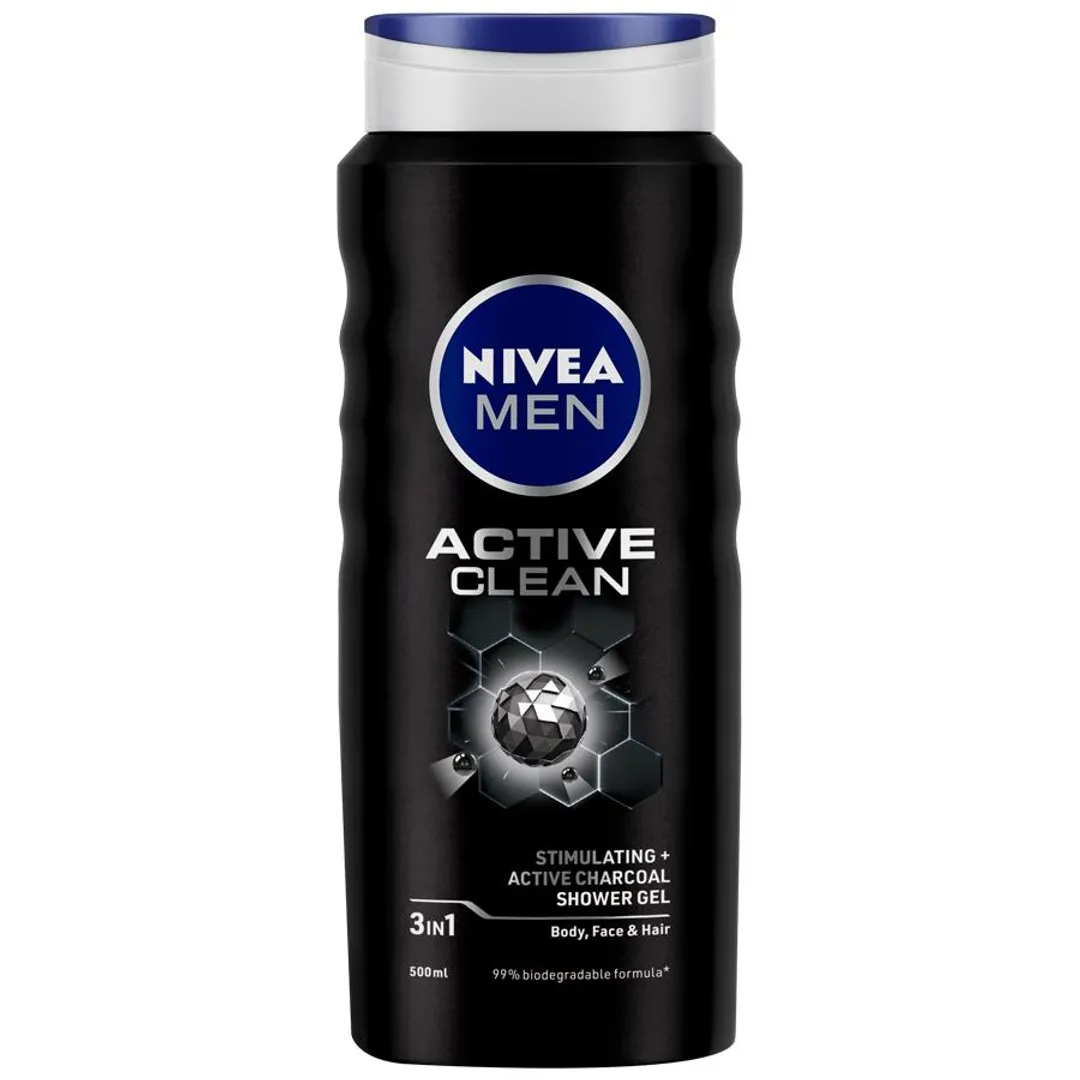 NIVEA
MEN
ACTIVE
CLEAN
STIMULATING +
ACTIVE CHARCOAL
SHOWER GEL
3IN1
Body, Face & Hair
500ml
99% biodegradable formula*